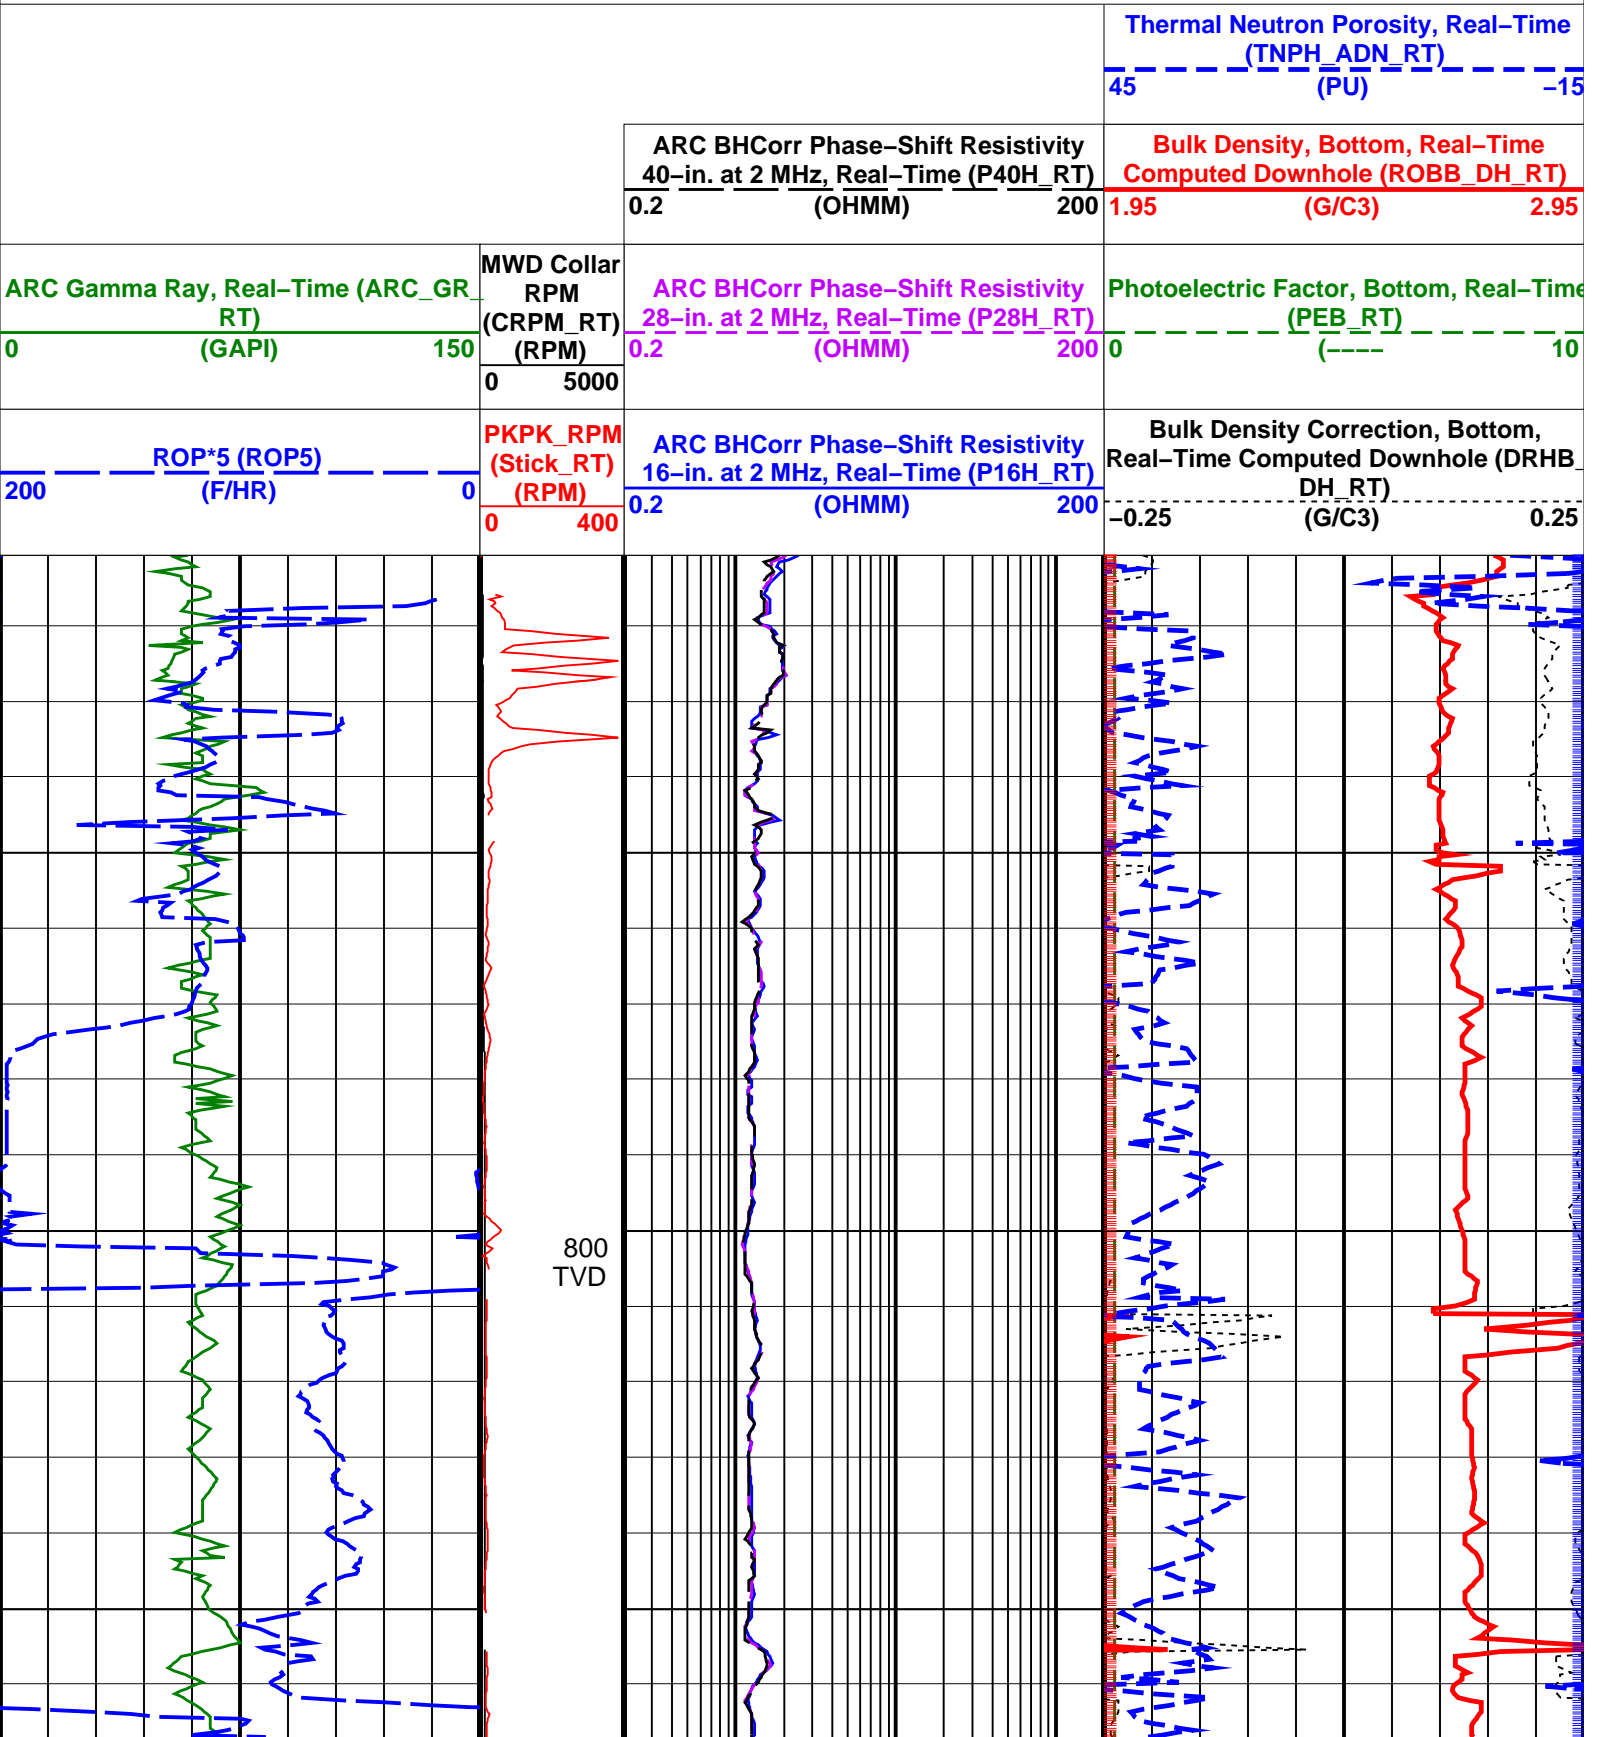 Thermal Neutron Porosity, Real–Time
(TNPH_ADN_RT)
45 (PU) –15
ARC BHCorr Phase–Shift Resistivity
40–in. at 2 MHz, Real–Time (P40H_RT)
0.2 (OHMM) 200
Bulk Density, Bottom, Real–Time
Computed Downhole (ROBB_DH_RT)
1.95 (G/C3) 2.95
ARC Gamma Ray, Real–Time (ARC_GR_
RT)
0 (GAPI) 150
MWD Collar
RPM
(CRPM_RT)
(RPM)
0 5000
ARC BHCorr Phase–Shift Resistivity
28–in. at 2 MHz, Real–Time (P28H_RT)
0.2 (OHMM) 200
Photoelectric Factor, Bottom, Real–Time
(PEB_RT)
0 (–––– 10
ROP*5 (ROP5)
200 (F/HR) 0
PKPK_RPM
(Stick_RT)
(RPM)
0 400
ARC BHCorr Phase–Shift Resistivity
16–in. at 2 MHz, Real–Time (P16H_RT)
0.2 (OHMM) 200
Bulk Density Correction, Bottom,
Real–Time Computed Downhole (DRHB_
DH_RT)
–0.25 (G/C3) 0.25
800
TVD